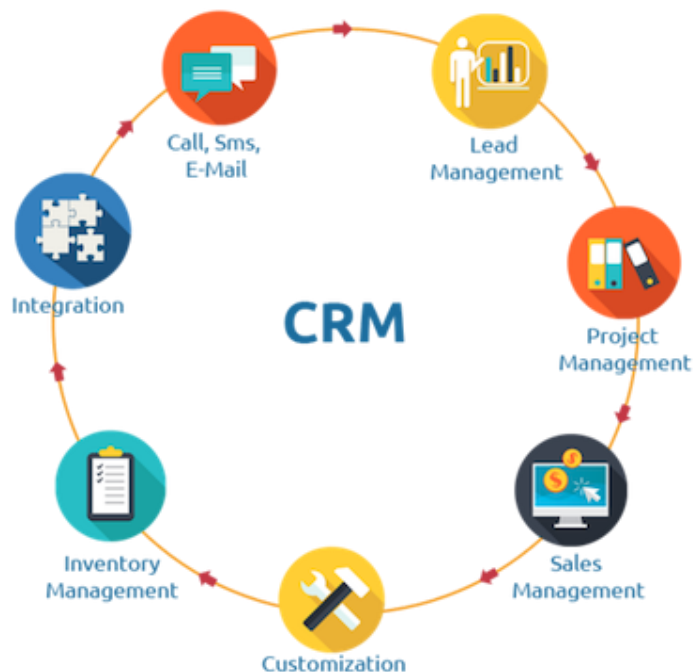 Call, Sms,
E-Mail
Lead
Management
Integration
CRM
Project
Management
Inventory
Management
Sales
Management
Customization